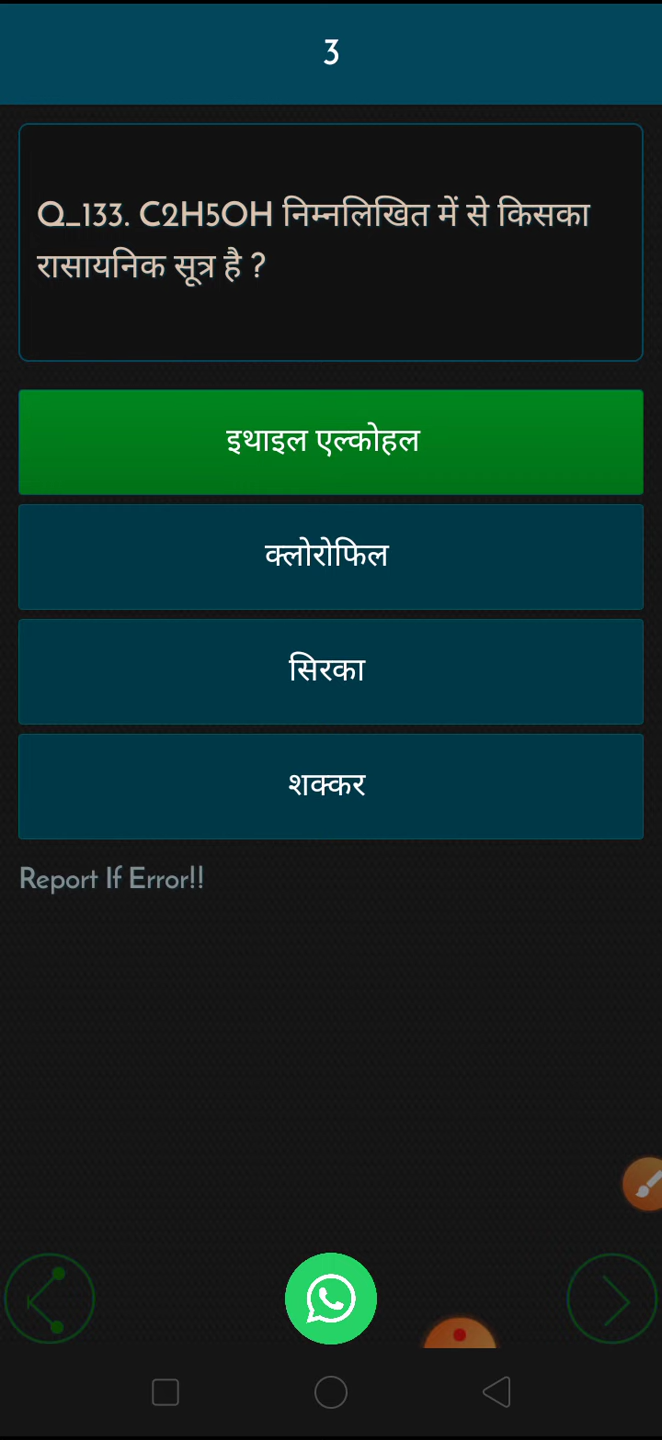 3
Q_133. C2H5OH निम्नलिखित में से किसका
रासायनिक सूत्र है ?
इथाइल एल्कोहल
क्लोरोफिल
सिरका
शक्कर
Report If Error!!